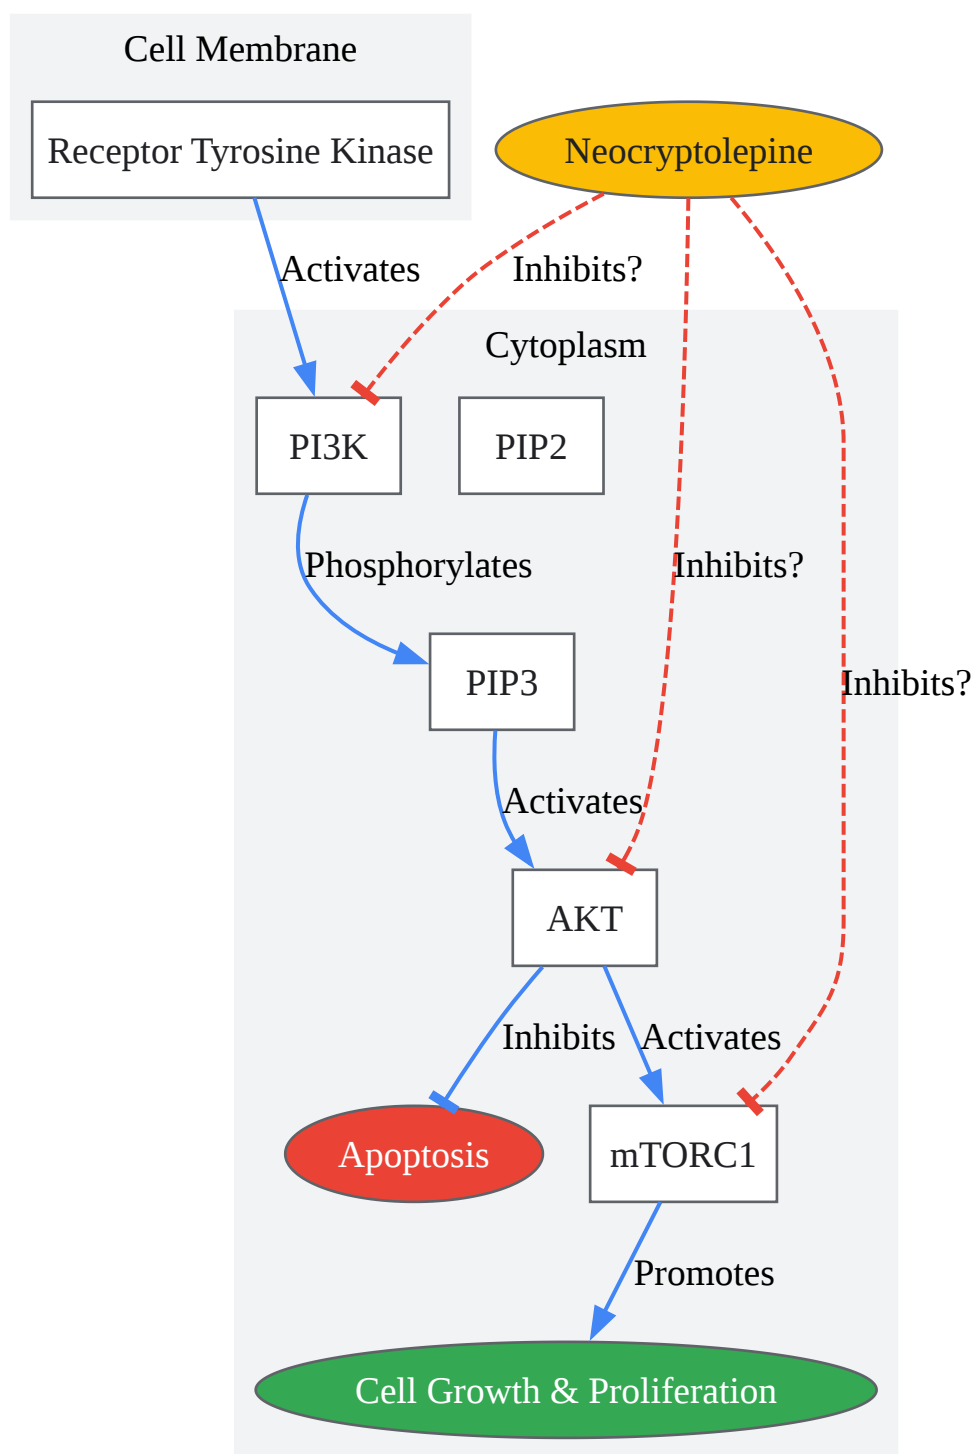 Cell Membrane
Receptor Tyrosine Kinase
Neocryptolepine
Activates
Inhibits?
Cytoplasm
PI3K
PIP2
Phosphorylates
Inhibits?
PIP3
Inhibits?
Activates
AKT
Inhibits
Activates
Apoptosis
mTORC1
Promotes
Cell Growth & Proliferation